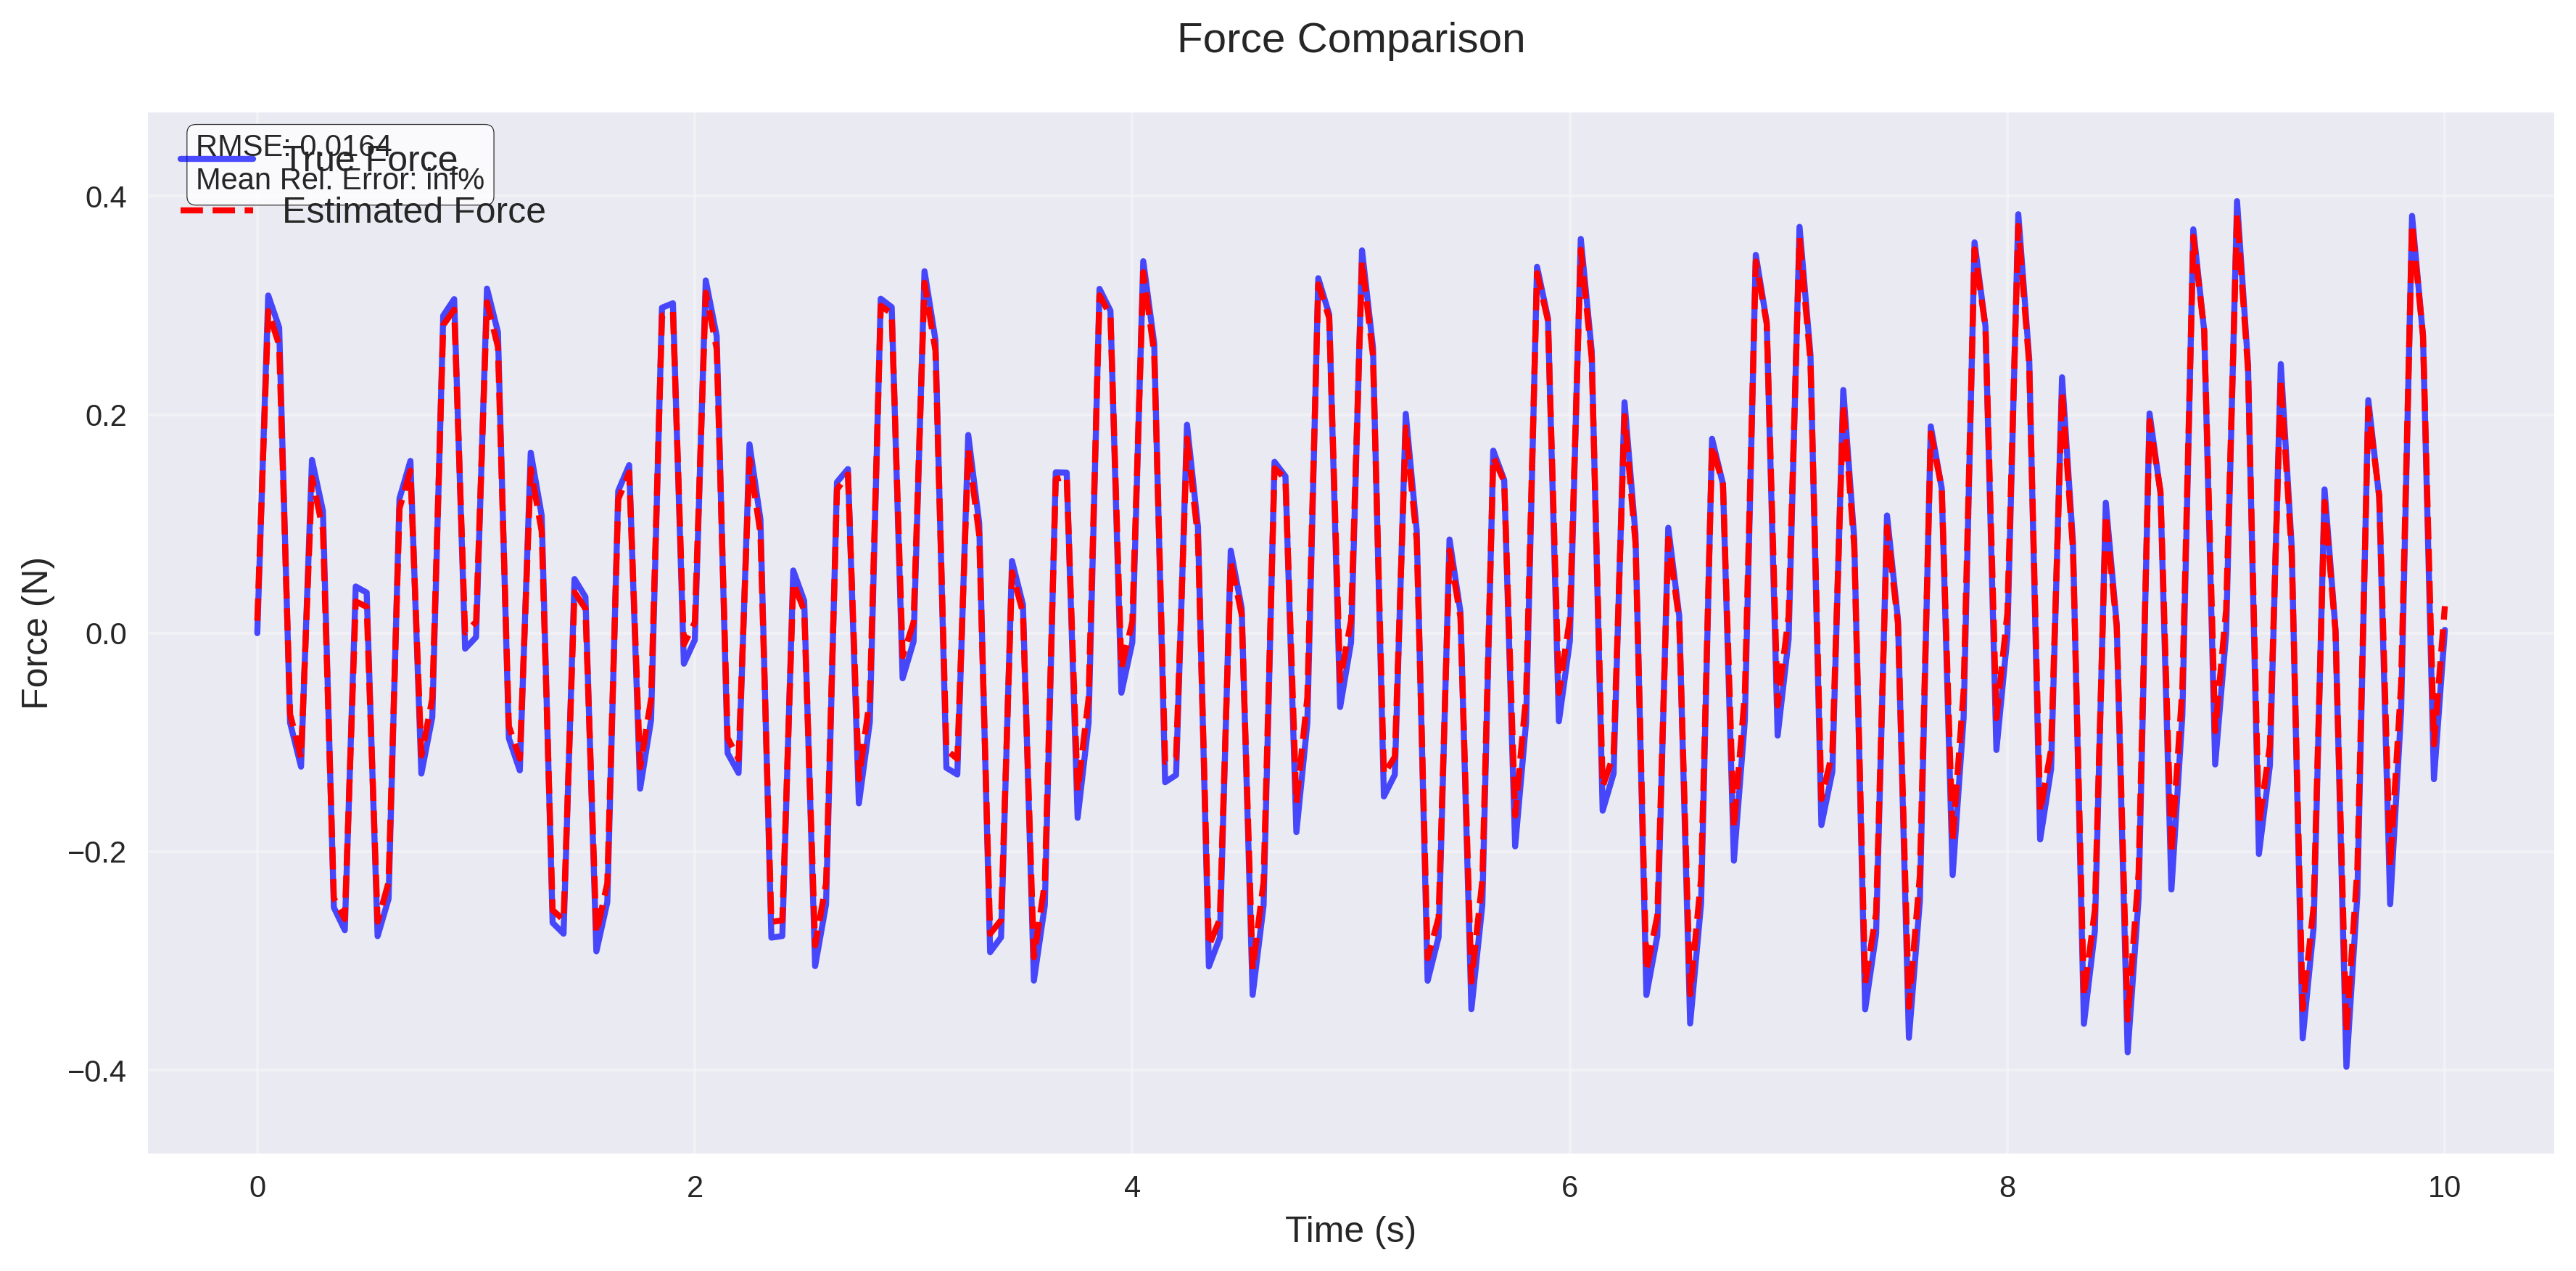 Force Comparison
RMSE: 0.0164
True Force
Mean Rel. Error: inf%
Estimated Force
0.4
0.2
0.0
−0.2
−0.4
Force (N)
0 2 4 6 8 10
Time (s)